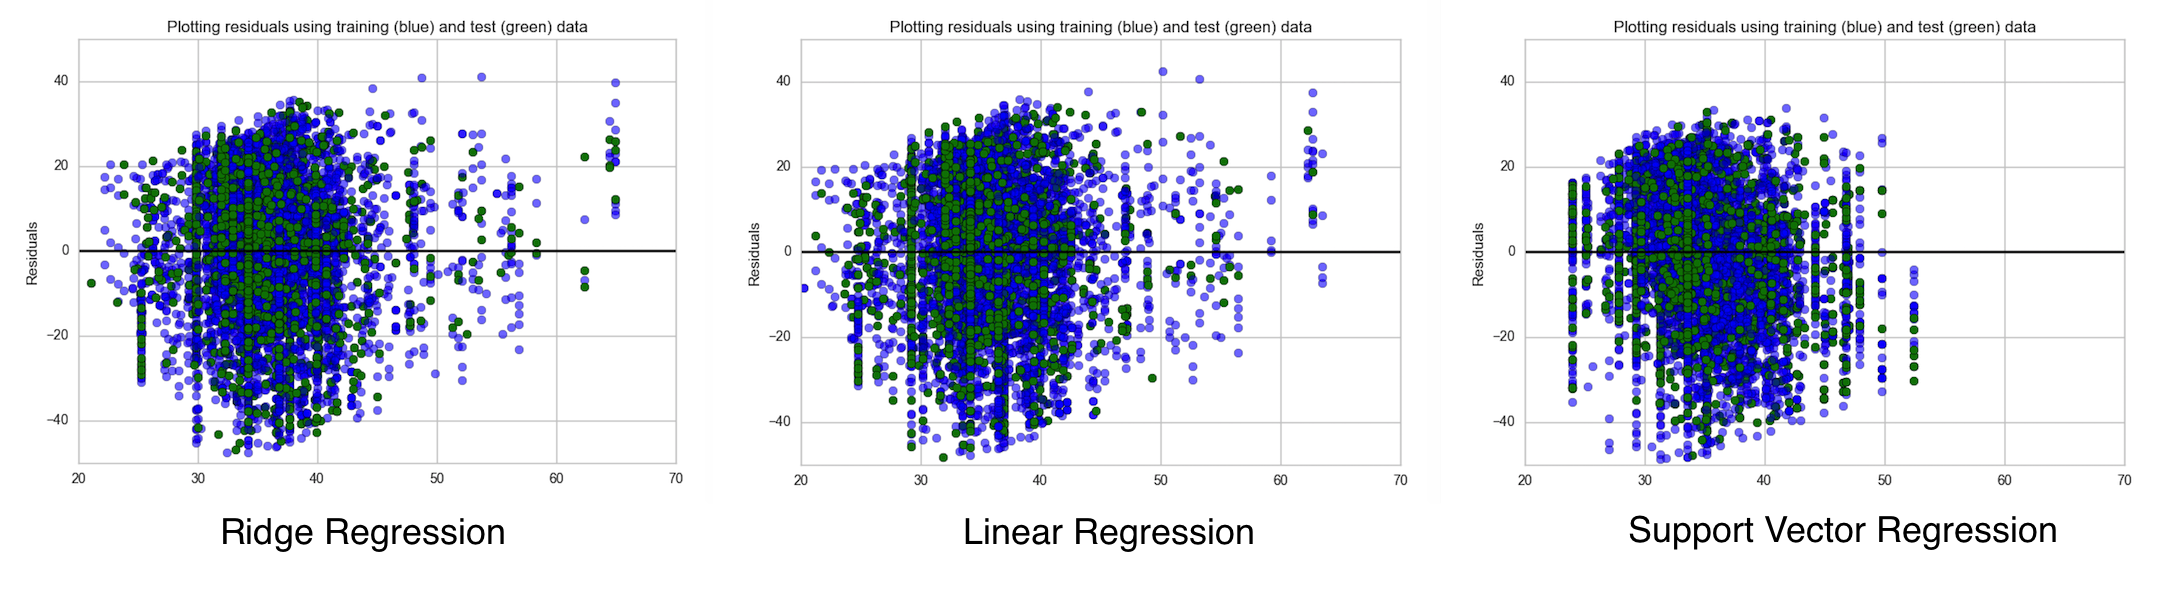 Plotting residuals using training (blue) and test (green) data
40
20
0
−20
−40
Residuals
20 30 40 50 60 70
Ridge Regression
Plotting residuals using training (blue) and test (green) data
40
20
0
−20
−40
Residuals
20 30 40 50 60 70
Linear Regression
Plotting residuals using training (blue) and test (green) data
40
20
0
−20
−40
Residuals
20 30 40 50 60 70
Support Vector Regression